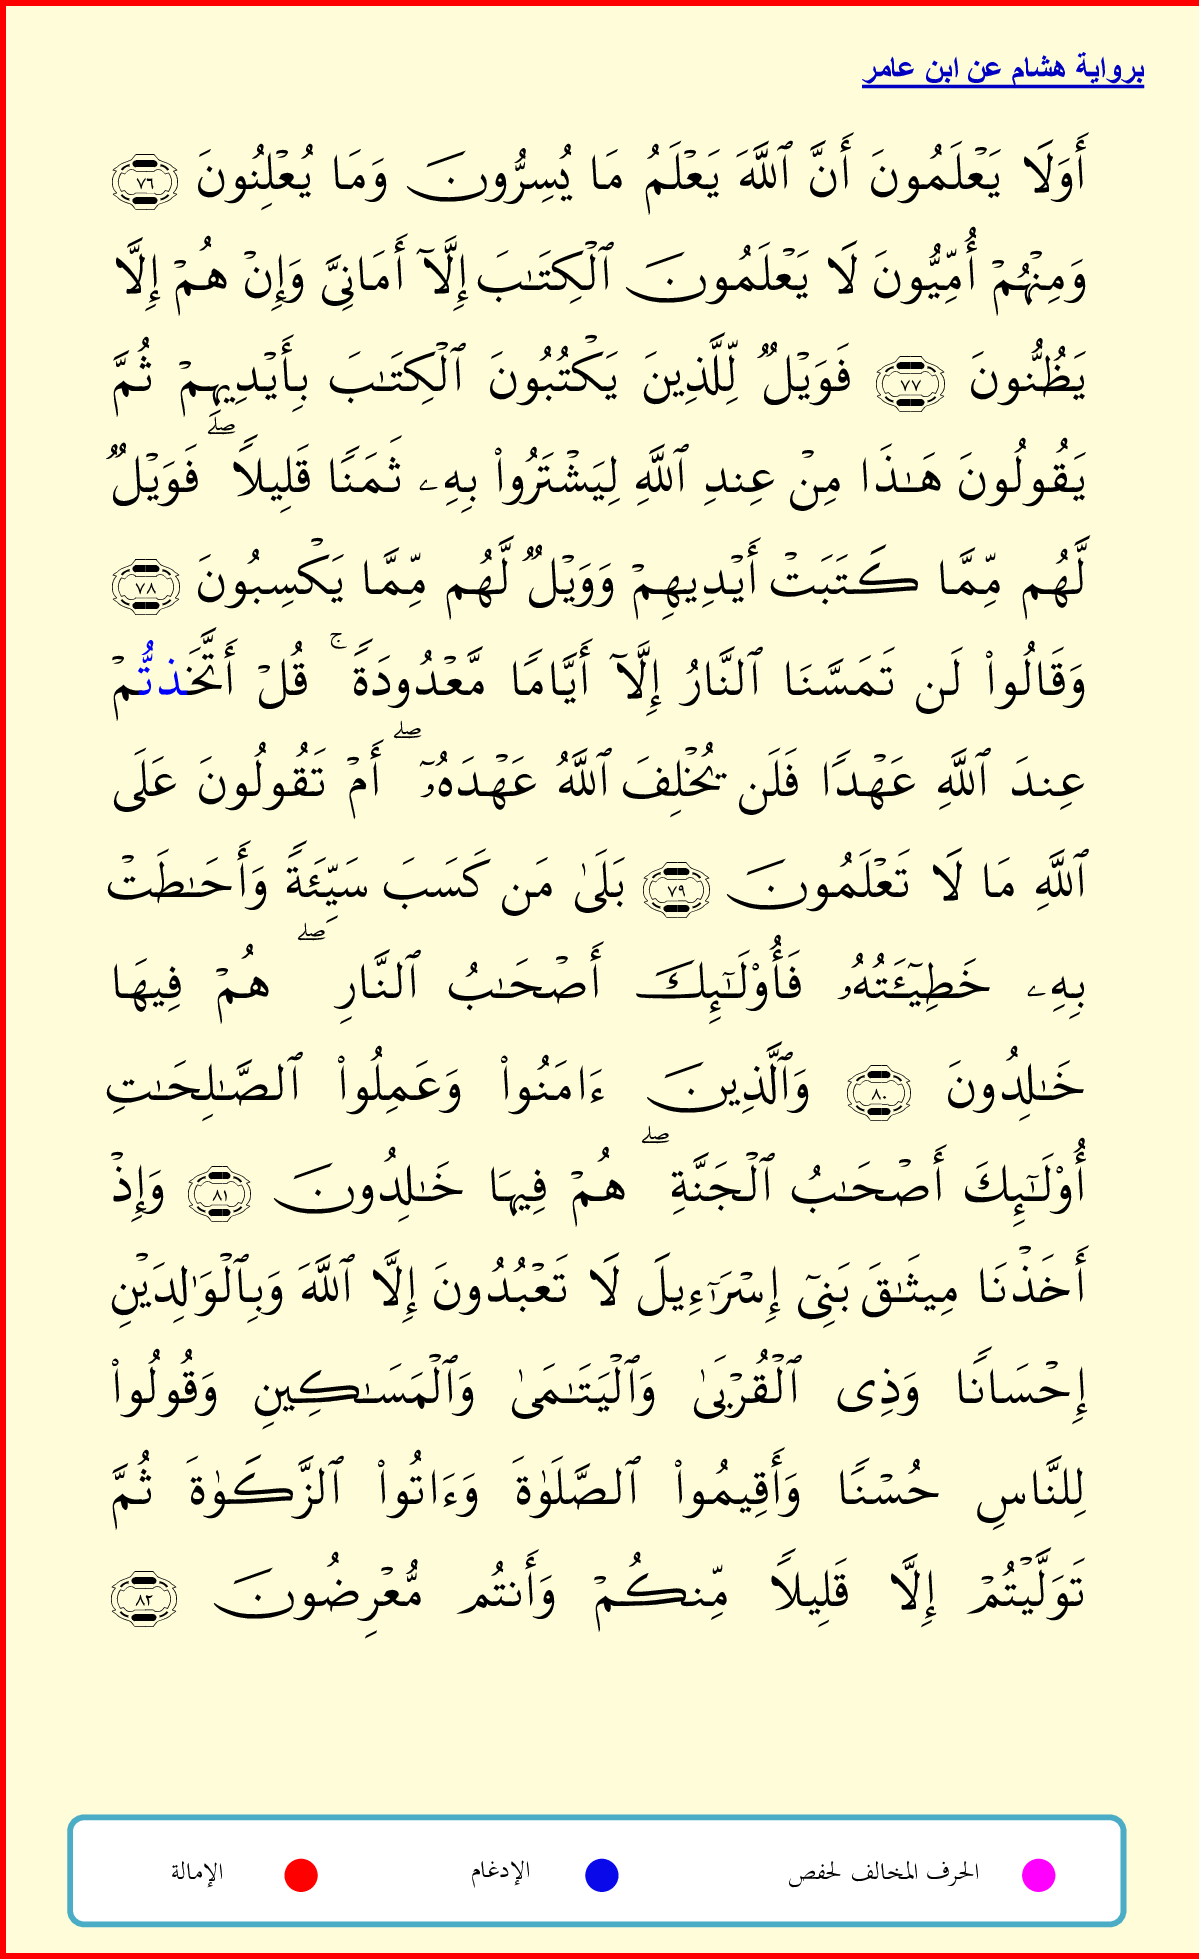 برواية هشام عن ابن عامر
أَوَلَا يَعْلَمُونَ أَنَّ ٱللَّهَ يَعْلَمُ مَا يُسِرُّونَ وَمَا يُعْلِنُونَ ٧٦
وَمِنْهُمْ أُمِّيُّونَ لَا يَعْلَمُونَ ٱلْكِتَـٰبَ إِلَّآ أَمَانِيَّ وَإِنْ هُمْ إِلَّا
يَظُنُّونَ ٧٧ فَوَيْلٌ لِّلَّذِينَ يَكْتُبُونَ ٱلْكِتَـٰبَ بِأَيْدِيهِمْ ثُمَّ
يَقُولُونَ هَـٰذَا مِنْ عِندِ ٱللَّهِ لِيَشْتَرُوا۟ بِهِۦ ثَمَنًا قَلِيلًا ۖ فَوَيْلٌ
لَّهُم مِّمَّا كَتَبَتْ أَيْدِيهِمْ وَوَيْلٌ لَّهُم مِّمَّا يَكْسِبُونَ ٧٨
وَقَالُوا۟ لَن تَمَسَّنَا ٱلنَّارُ إِلَّآ أَيَّامًا مَّعْدُودَةً ۚ قُلْ أَتَّخَذتُّمْ
عِندَ ٱللَّهِ عَهْدًا فَلَن يُخْلِفَ ٱللَّهُ عَهْدَهُۥٓ ۖ أَمْ تَقُولُونَ عَلَى
ٱللَّهِ مَا لَا تَعْلَمُونَ ٧٩ بَلَىٰ مَن كَسَبَ سَيِّئَةً وَأَحَـٰطَتْ
بِهِۦ خَطِيٓـَٔتُهُۥ فَأُو۟لَـٰٓئِكَ أَصْحَـٰبُ ٱلنَّارِ ۖ هُمْ فِيهَا
خَـٰلِدُونَ ٨٠ وَٱلَّذِينَ ءَامَنُوا۟ وَعَمِلُوا۟ ٱلصَّـٰلِحَـٰتِ
أُو۟لَـٰٓئِكَ أَصْحَـٰبُ ٱلْجَنَّةِ ۖ هُمْ فِيهَا خَـٰلِدُونَ ٨١ وَإِذْ
أَخَذْنَا مِيثَـٰقَ بَنِىٓ إِسْرَٰٓءِيلَ لَا تَعْبُدُونَ إِلَّا ٱللَّهَ وَبِٱلْوَٰلِدَيْنِ
إِحْسَانًا وَذِى ٱلْقُرْبَىٰ وَٱلْيَتَـٰمَىٰ وَٱلْمَسَـٰكِينِ وَقُولُوا۟
لِلنَّاسِ حُسْنًا وَأَقِيمُوا۟ ٱلصَّلَوٰةَ وَءَاتُوا۟ ٱلزَّكَوٰةَ ثُمَّ
تَوَلَّيْتُمْ إِلَّا قَلِيلًا مِّنكُمْ وَأَنتُم مُّعْرِضُونَ ٨٢
الحرف المخالف لحفص الإدغام الإمالة